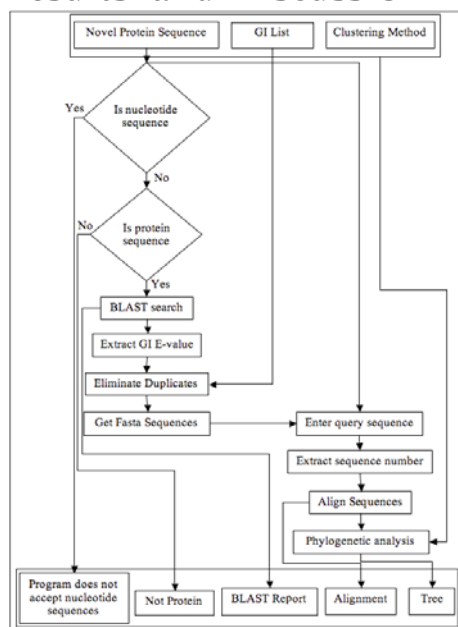 Novel Protein Sequence
GI List
Clustering Method
Yes
Is nucleotide
sequence
No
No
Is protein
sequence
Yes
BLAST search
Extract GI E-value
Eliminate Duplicates
Get Fasta Sequences
Enter query sequence
Extract sequence number
Align Sequences
Phylogenetic analysis
Program does not
accept nucleotide
sequences
Not Protein
BLAST Report
Alignment
Tree